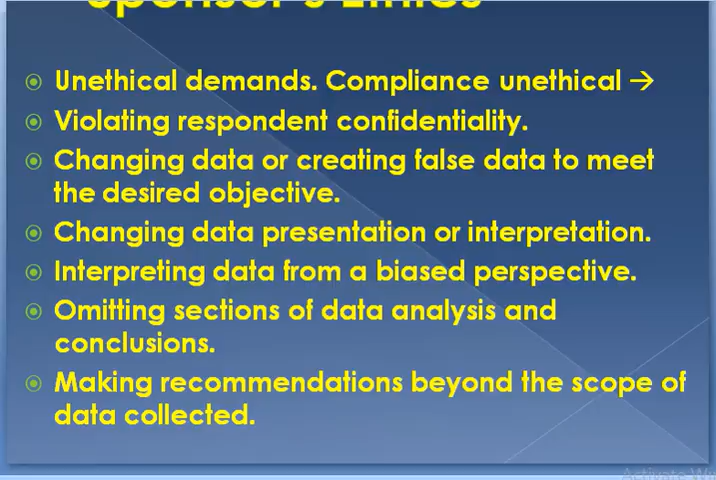 Sponsor's Ethics
Unethical demands. Compliance unethical →
Violating respondent confidentiality.
Changing data or creating false data to meet
the desired objective.
Changing data presentation or interpretation.
Interpreting data from a biased perspective.
Omitting sections of data analysis and
conclusions.
Making recommendations beyond the scope of
data collected.
Activate Wi